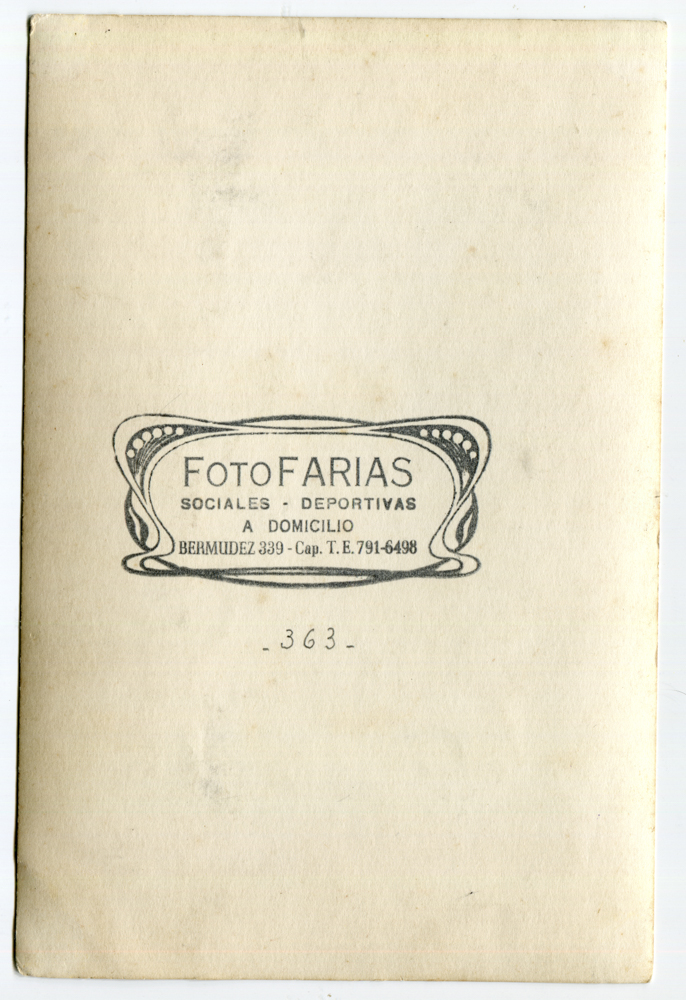 FOTO FARIAS
SOCIALES - DEPORTIVAS
A DOMICILIO
BERMUDEZ 339 - Cap. T. E. 791-6498
- 363 -